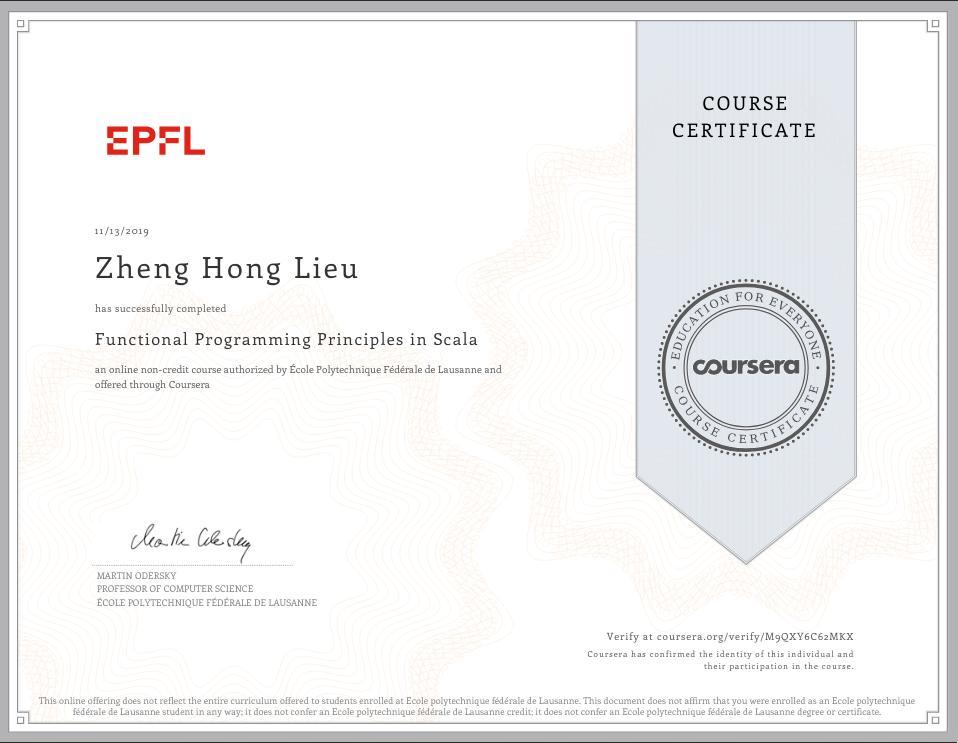 EPFL
COURSE
CERTIFICATE
11/13/2019
Zheng Hong Lieu
has successfully completed
Functional Programming Principles in Scala
an online non-credit course authorized by École Polytechnique Fédérale de Lausanne and
offered through Coursera
EDUCATION FOR EVERYONE
coursera
COURSE CERTIFICATE
Martin Odersky
MARTIN ODERSKY
PROFESSOR OF COMPUTER SCIENCE
ÉCOLE POLYTECHNIQUE FÉDÉRALE DE LAUSANNE
Verify at coursera.org/verify/M9QXY6C62MKX
Coursera has confirmed the identity of this individual and
their participation in the course.
This online offering does not reflect the entire curriculum offered to students enrolled at Ecole polytechnique fédérale de Lausanne. This document does not affirm that you were enrolled as an Ecole polytechnique
fédérale de Lausanne student in any way; it does not confer an Ecole polytechnique fédérale de Lausanne credit; it does not confer an Ecole polytechnique fédérale de Lausanne degree or certificate.